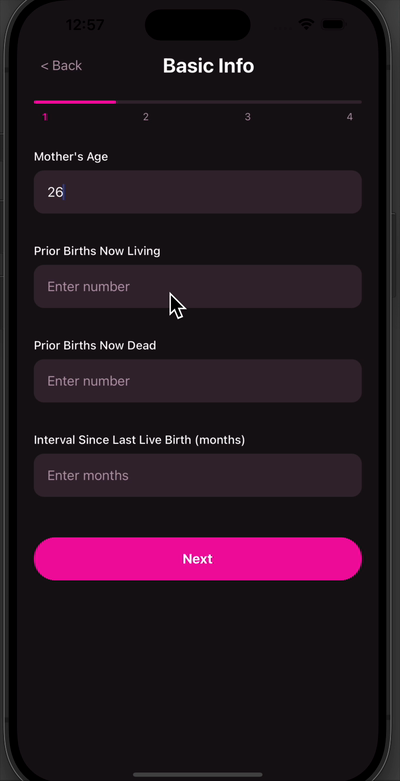 12:57
< Back
Basic Info
1 2 3 4
Mother's Age
26
Prior Births Now Living
Enter number
Prior Births Now Dead
Enter number
Interval Since Last Live Birth (months)
Enter months
Next